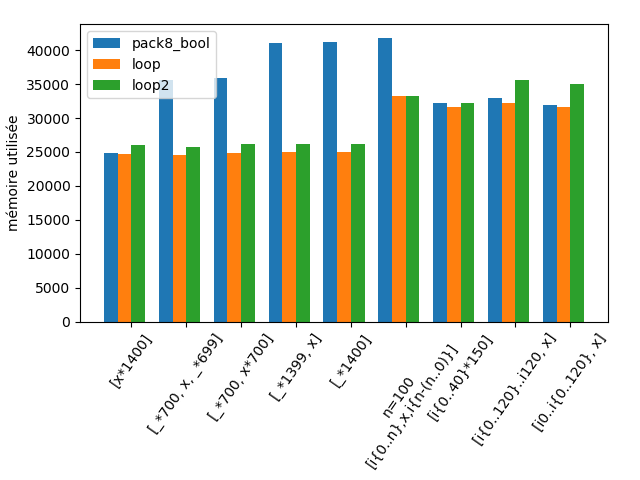 pack8_bool
loop
loop2
mémoire utilisée
40000
35000
30000
25000
20000
15000
10000
5000
0
[x*1400]
[_*700, x, _*699]
[_*700, x*700]
[_*1399, x]
[_*1400]
n=100
[i{0..n},x,i{n-(n..0)}]
[i{0..40}*150]
[i{0..120}..i120, x]
[i0..i{0..120}, x]